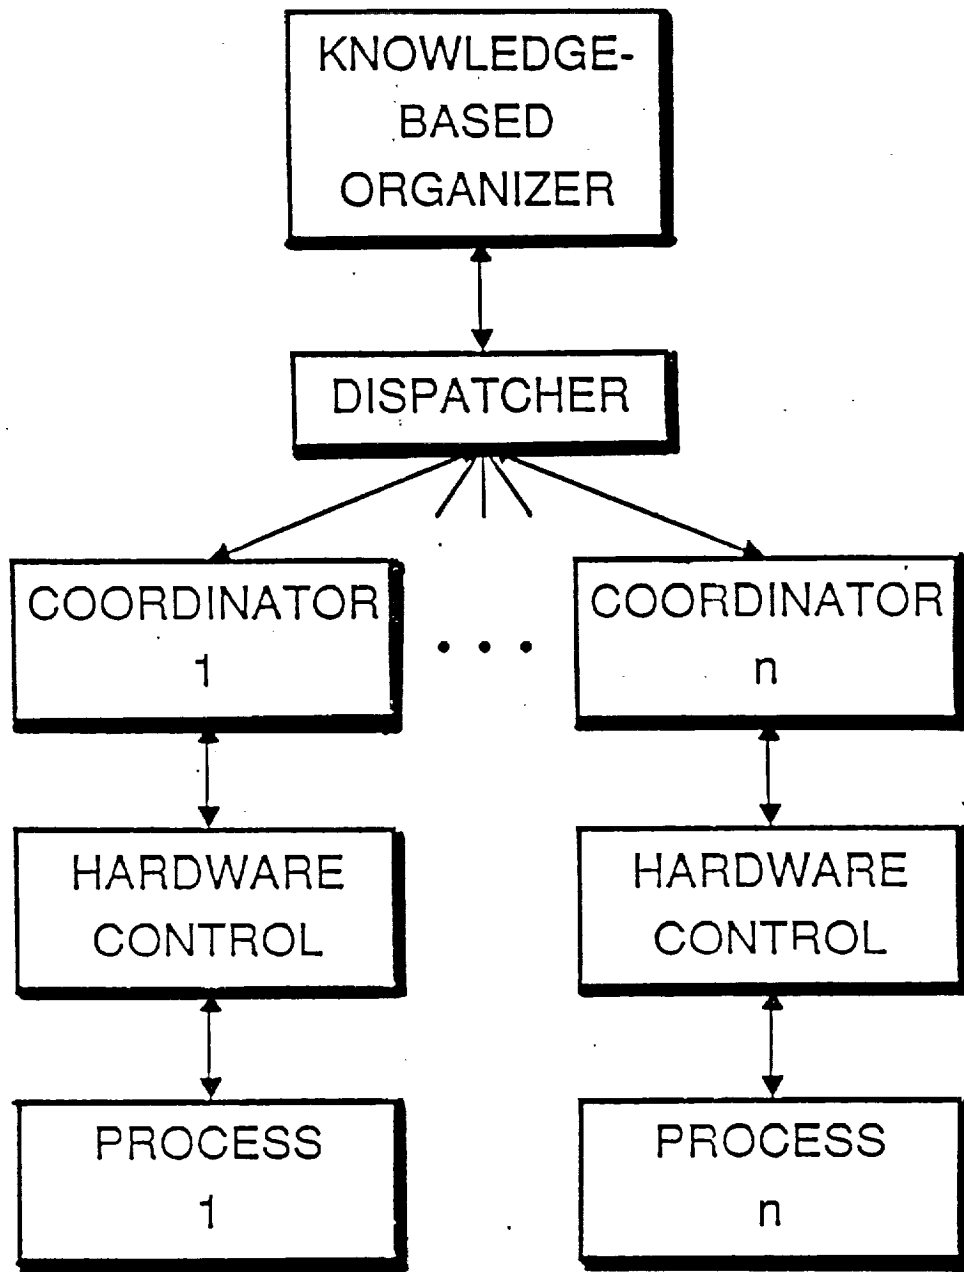 KNOWLEDGE-
BASED
ORGANIZER
DISPATCHER
COORDINATOR
1
• • •
COORDINATOR
n
HARDWARE
CONTROL
HARDWARE
CONTROL
PROCESS
1
PROCESS
n